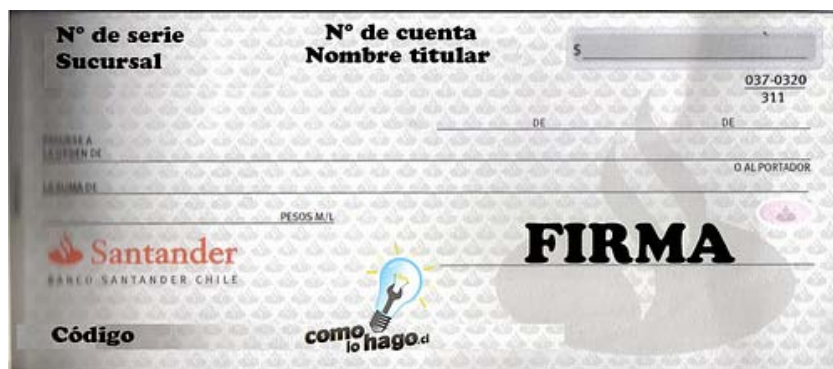 N° de serie
Sucursal
N° de cuenta
Nombre titular
$
037-0320
311
DE DE
PÁGUESE A
LA ORDEN DE
O AL PORTADOR
LA SUMA DE
PESOS M/L
FIRMA
Santander
BANCO SANTANDER CHILE
Código
como
lo hago.cl